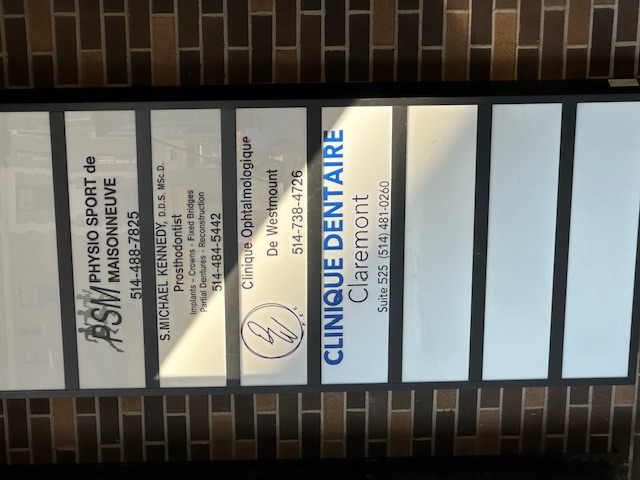 PSM PHYSIO SPORT de
MAISONNEUVE
514-488-7825
S.MICHAEL KENNEDY, D.D.S. MSc.D.
Prosthodontist
Implants - Crowns - Fixed Bridges
Partial Dentures - Reconstruction
514-484-5442
Clinique Ophtalmologique
De Westmount
514-738-4726
CLINIQUE DENTAIRE
Claremont
Suite 525 (514) 481-0260